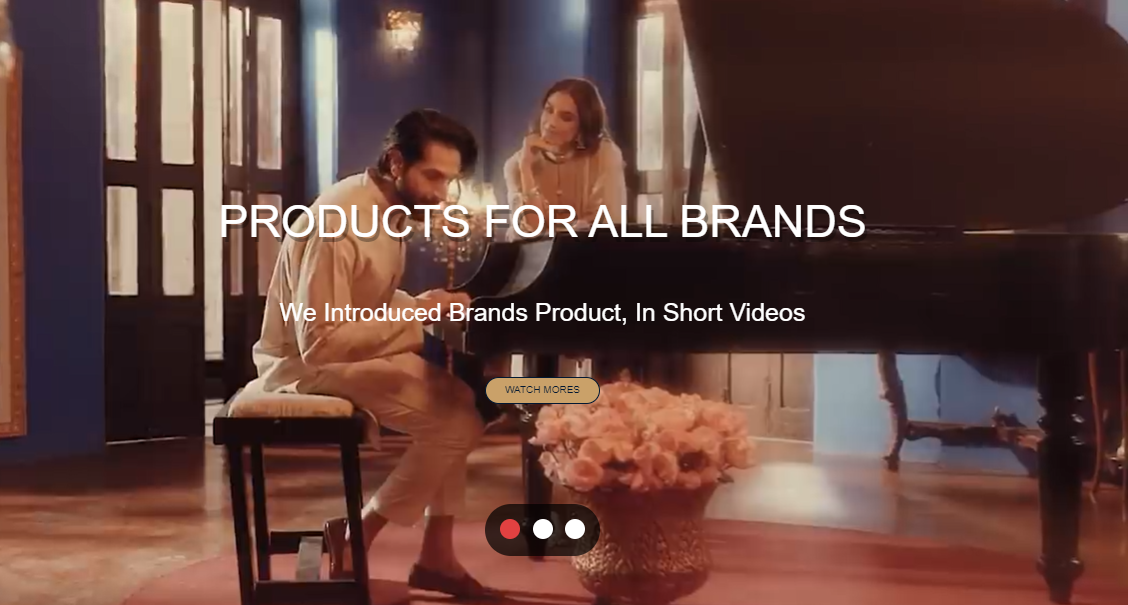 PRODUCTS FOR ALL BRANDS
We Introduced Brands Product, In Short Videos
WATCH MORES